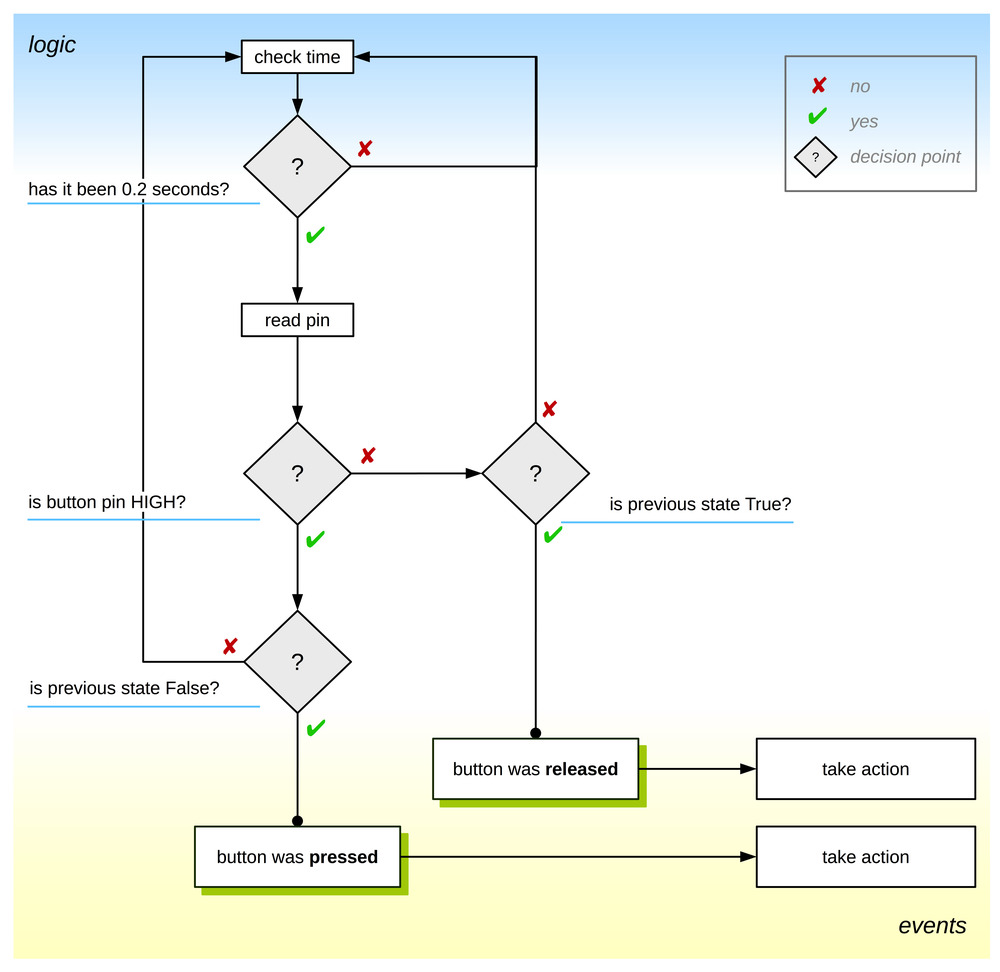 logic
check time
no
yes
? decision point
?
has it been 0.2 seconds?
read pin
?
?
is button pin HIGH?
is previous state True?
?
is previous state False?
button was released
take action
button was pressed
take action
events